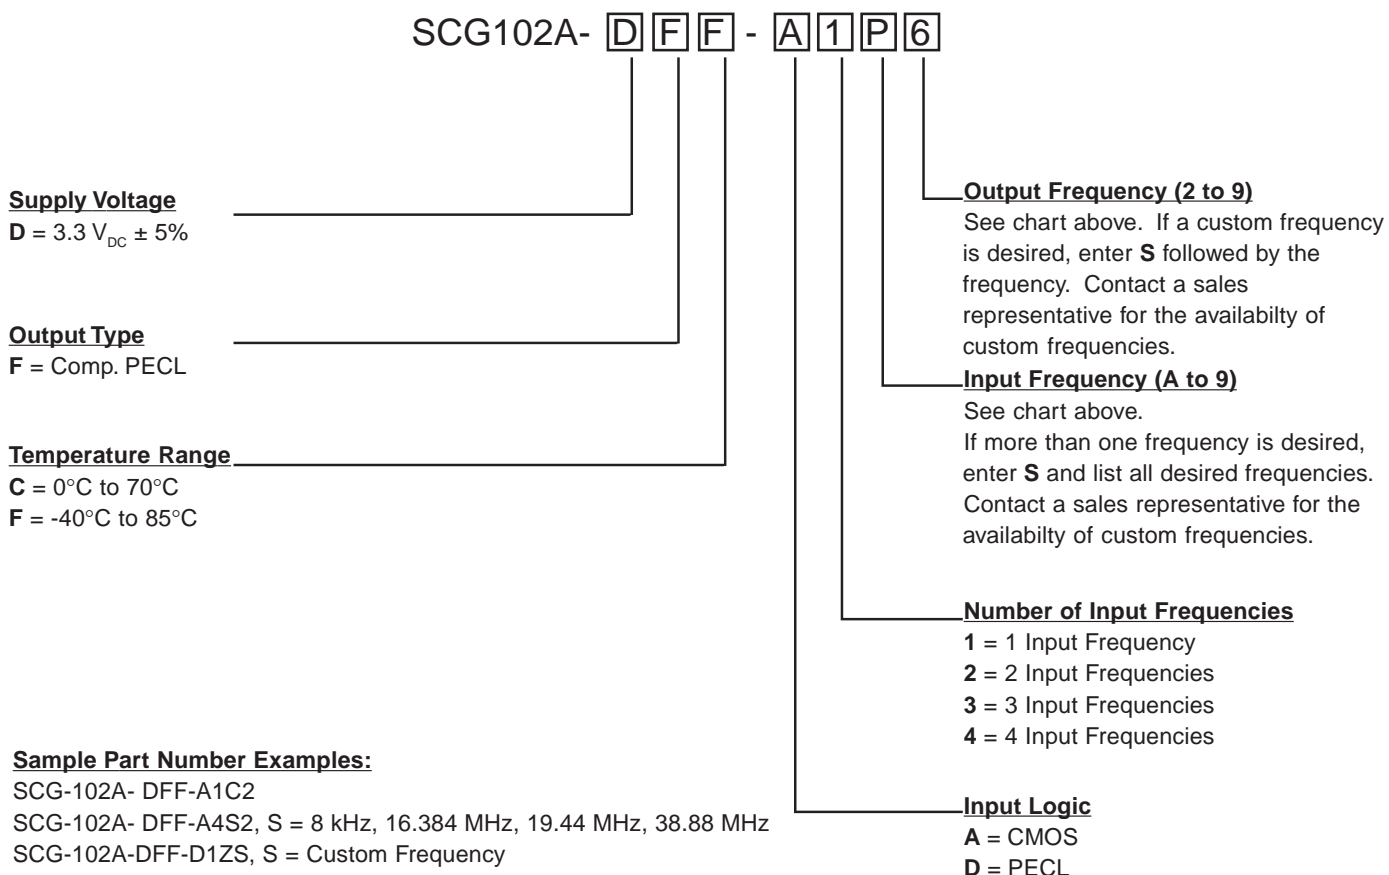 SCG102A- D F F - A 1 P 6
Supply Voltage
D = 3.3 VDC ± 5%
Output Type
F = Comp. PECL
Temperature Range
C = 0°C to 70°C
F = -40°C to 85°C
Output Frequency (2 to 9)
See chart above. If a custom frequency
is desired, enter S followed by the
frequency. Contact a sales
representative for the availabilty of
custom frequencies.
Input Frequency (A to 9)
See chart above.
If more than one frequency is desired,
enter S and list all desired frequencies.
Contact a sales representative for the
availabilty of custom frequencies.
Number of Input Frequencies
1 = 1 Input Frequency
2 = 2 Input Frequencies
3 = 3 Input Frequencies
4 = 4 Input Frequencies
Input Logic
A = CMOS
D = PECL
Sample Part Number Examples:
SCG-102A- DFF-A1C2
SCG-102A- DFF-A4S2, S = 8 kHz, 16.384 MHz, 19.44 MHz, 38.88 MHz
SCG-102A-DFF-D1ZS, S = Custom Frequency